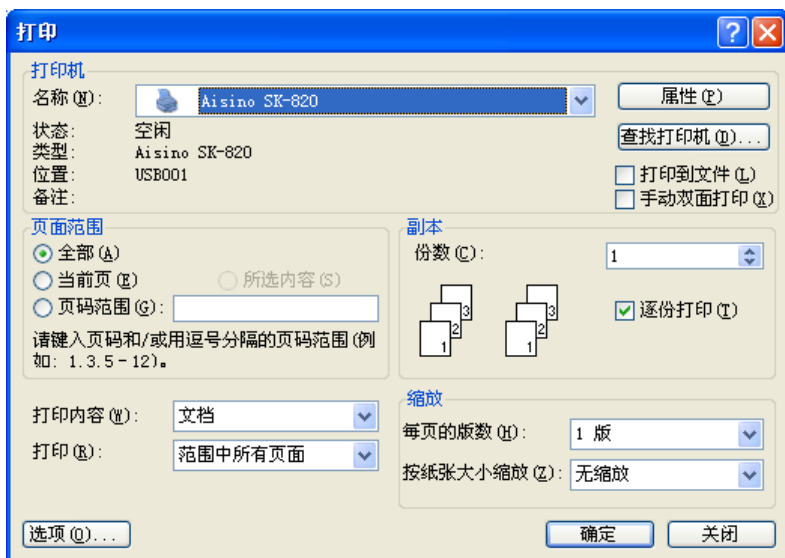 打印
打印机
名称(N): Aisino SK-820 属性(P)
状态: 空闲 查找打印机(D)...
类型: Aisino SK-820
位置: USB001 打印到文件(L)
备注: 手动双面打印(X)
页面范围
全部(A)
当前页(E) 所选内容(S)
页码范围(G):
请键入页码和/或用逗号分隔的页码范围(例
如: 1.3.5-12)。
副本
份数(C): 1
3 3
2 2
1 1
逐份打印(T)
打印内容(W): 文档
打印(R): 范围中所有页面
缩放
每页的版数(H): 1 版
按纸张大小缩放(Z): 无缩放
选项(O)... 确定 关闭